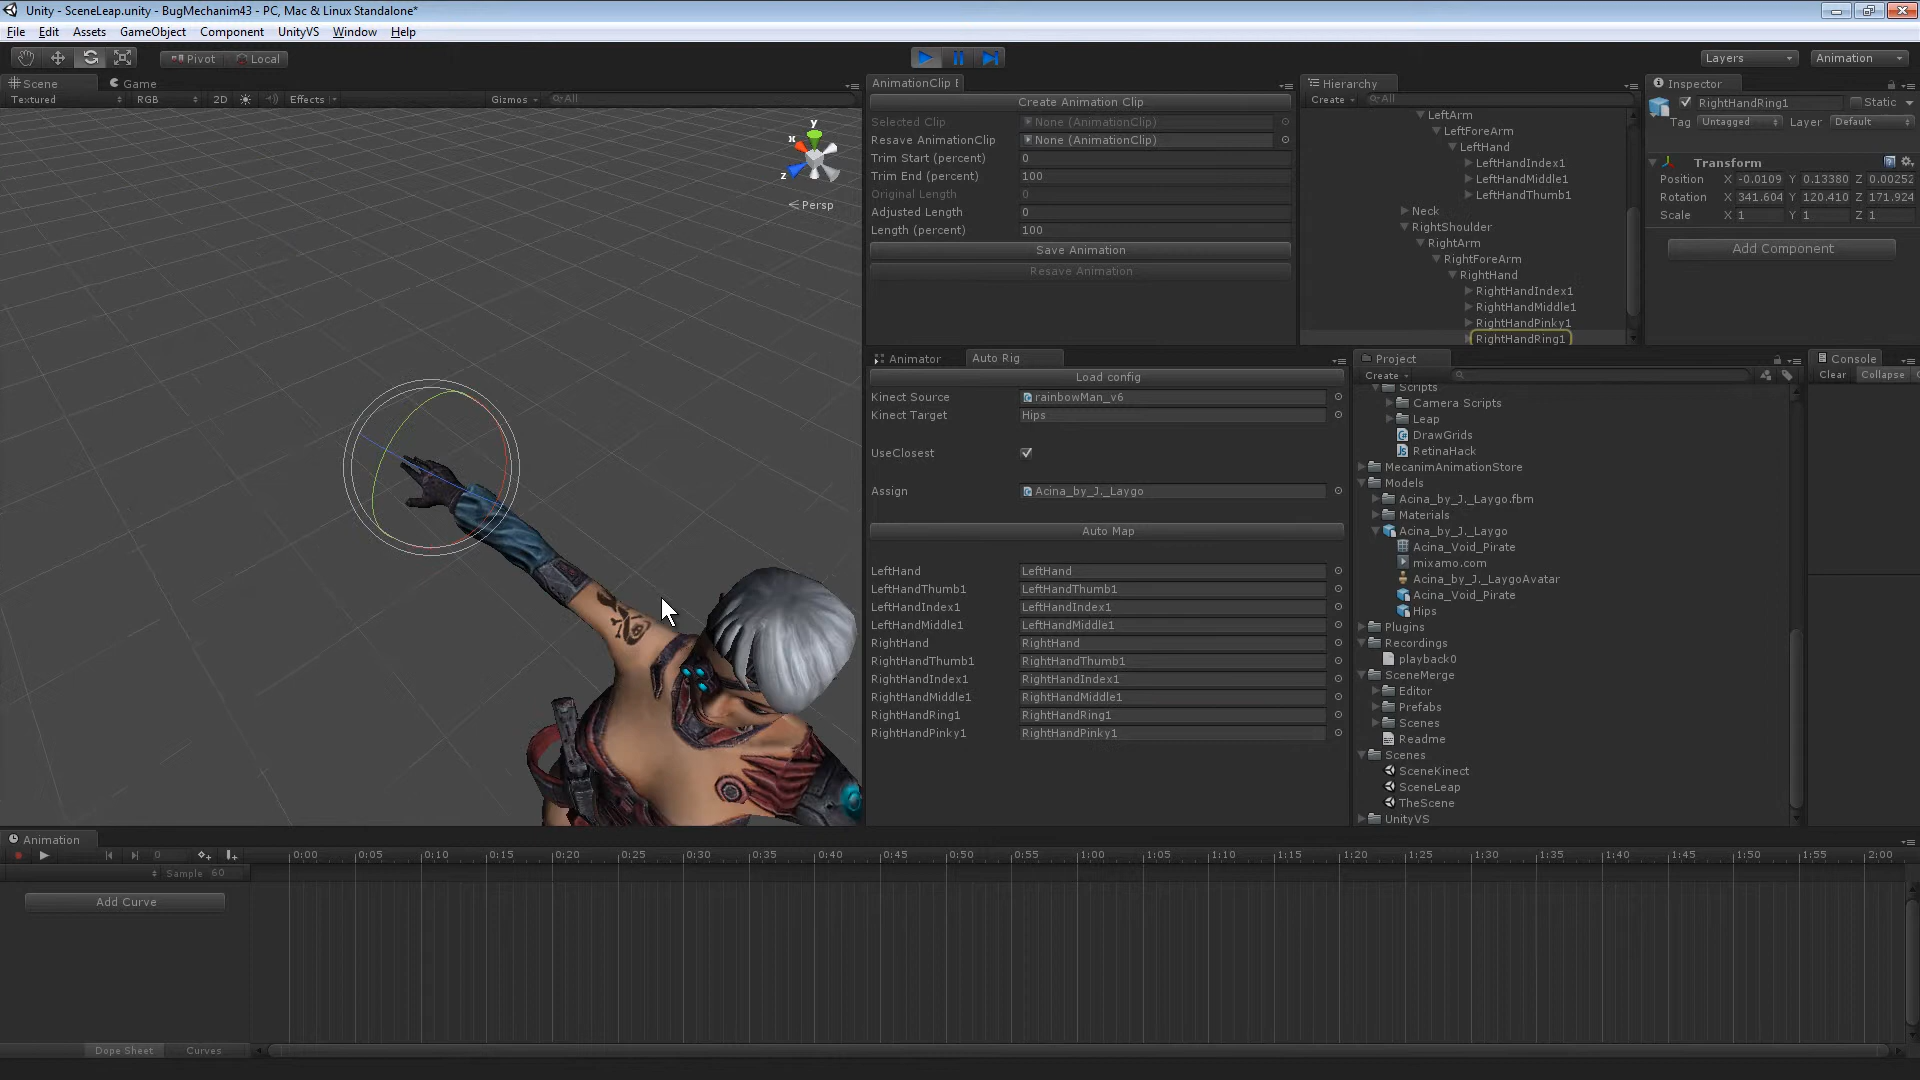 Unity - SceneLeap.unity - BugMechanim43 - PC, Mac & Linux Standalone*
File Edit Assets GameObject Component UnityVS Window Help
Pivot Local
Layers
Animation
Scene
Game
Textured RGB 2D Effects Gizmos All
y
x
z
Persp
AnimationClip
Create Animation Clip
Selected Clip None (AnimationClip)
Resave AnimationClip None (AnimationClip)
Trim Start (percent) 0
Trim End (percent) 100
Original Length 0
Adjusted Length 0
Length (percent) 100
Save Animation
Resave Animation
Hierarchy
Create All
LeftArm
LeftForeArm
LeftHand
LeftHandIndex1
LeftHandMiddle1
LeftHandThumb1
Neck
RightShoulder
RightArm
RightForeArm
RightHand
RightHandIndex1
RightHandMiddle1
RightHandPinky1
RightHandRing1
Inspector
RightHandRing1 Static
Tag Untagged Layer Default
Transform
Position X -0.0109 Y 0.13380 Z 0.00252
Rotation X 341.604 Y 120.410 Z 171.924
Scale X 1 Y 1 Z 1
Add Component
Animator
Auto Rig
Load config
Kinect Source rainbowMan_v6
Kinect Target Hips
UseClosest
Assign Acina_by_J._Laygo
Auto Map
LeftHand LeftHand
LeftHandThumb1 LeftHandThumb1
LeftHandIndex1 LeftHandIndex1
LeftHandMiddle1 LeftHandMiddle1
RightHand RightHand
RightHandThumb1 RightHandThumb1
RightHandIndex1 RightHandIndex1
RightHandMiddle1 RightHandMiddle1
RightHandRing1 RightHandRing1
RightHandPinky1 RightHandPinky1
Project
Create
Scripts
Camera Scripts
Leap
DrawGrids
RetinaHack
MecanimAnimationStore
Models
Acina_by_J._Laygo.fbm
Materials
Acina_by_J._Laygo
Acina_Void_Pirate
mixamo.com
Acina_by_J._LaygoAvatar
Acina_Void_Pirate
Hips
Plugins
Recordings
playback0
SceneMerge
Editor
Prefabs
Scenes
Readme
Scenes
SceneKinect
SceneLeap
TheScene
UnityVS
Console
Clear Collapse
Animation
0
Sample 60
0:00 0:05 0:10 0:15 0:20 0:25 0:30 0:35 0:40 0:45 0:50 0:55 1:00 1:05 1:10 1:15 1:20 1:25 1:30 1:35 1:40 1:45 1:50 1:55 2:00
Add Curve
Dope Sheet Curves